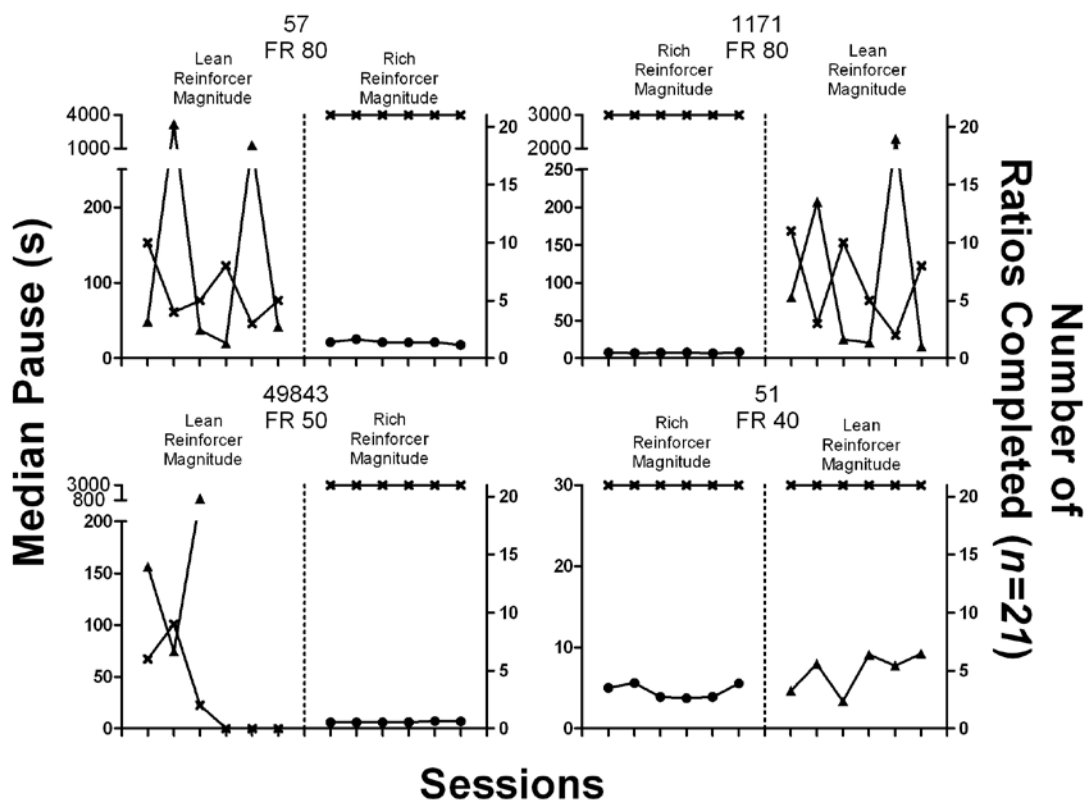 57
FR 80
Lean
Reinforcer
Magnitude
Rich
Reinforcer
Magnitude
4000
1000
200
100
0
20
15
10
5
0
1171
FR 80
Rich
Reinforcer
Magnitude
Lean
Reinforcer
Magnitude
3000
2000
250
200
150
100
50
0
20
15
10
5
0
49843
FR 50
Lean
Reinforcer
Magnitude
Rich
Reinforcer
Magnitude
3000
800
200
150
100
50
0
20
15
10
5
0
51
FR 40
Rich
Reinforcer
Magnitude
Lean
Reinforcer
Magnitude
30
20
10
0
20
15
10
5
0
Median Pause (s)
Number of
Ratios Completed (n=21)
Sessions